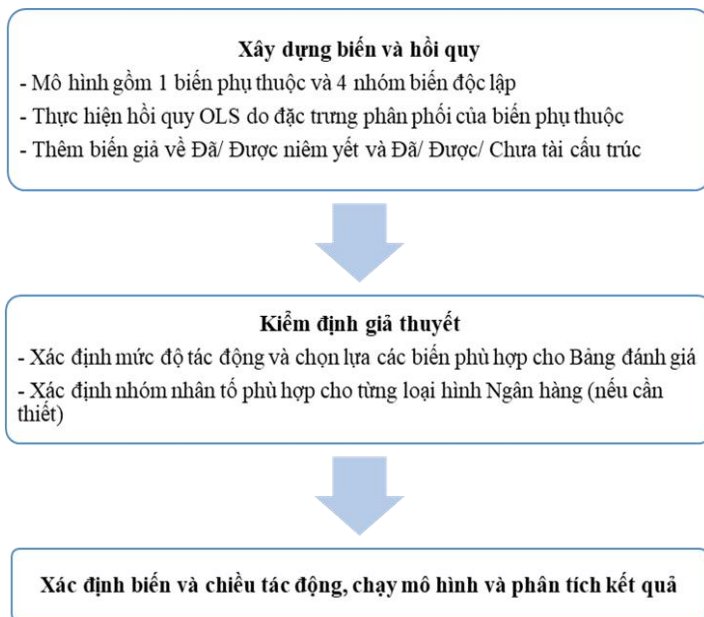 Xây dựng biến và hồi quy
- Mô hình gồm 1 biến phụ thuộc và 4 nhóm biến độc lập
- Thực hiện hồi quy OLS do đặc trưng phân phối của biến phụ thuộc
- Thêm biến giả về Đã/ Được niêm yết và Đã/ Được/ Chưa tài cấu trúc
Kiểm định giả thuyết
- Xác định mức độ tác động và chọn lựa các biến phù hợp cho Bảng đánh giá
- Xác định nhóm nhân tố phù hợp cho từng loại hình Ngân hàng (nếu cần
thiết)
Xác định biến và chiều tác động, chạy mô hình và phân tích kết quả